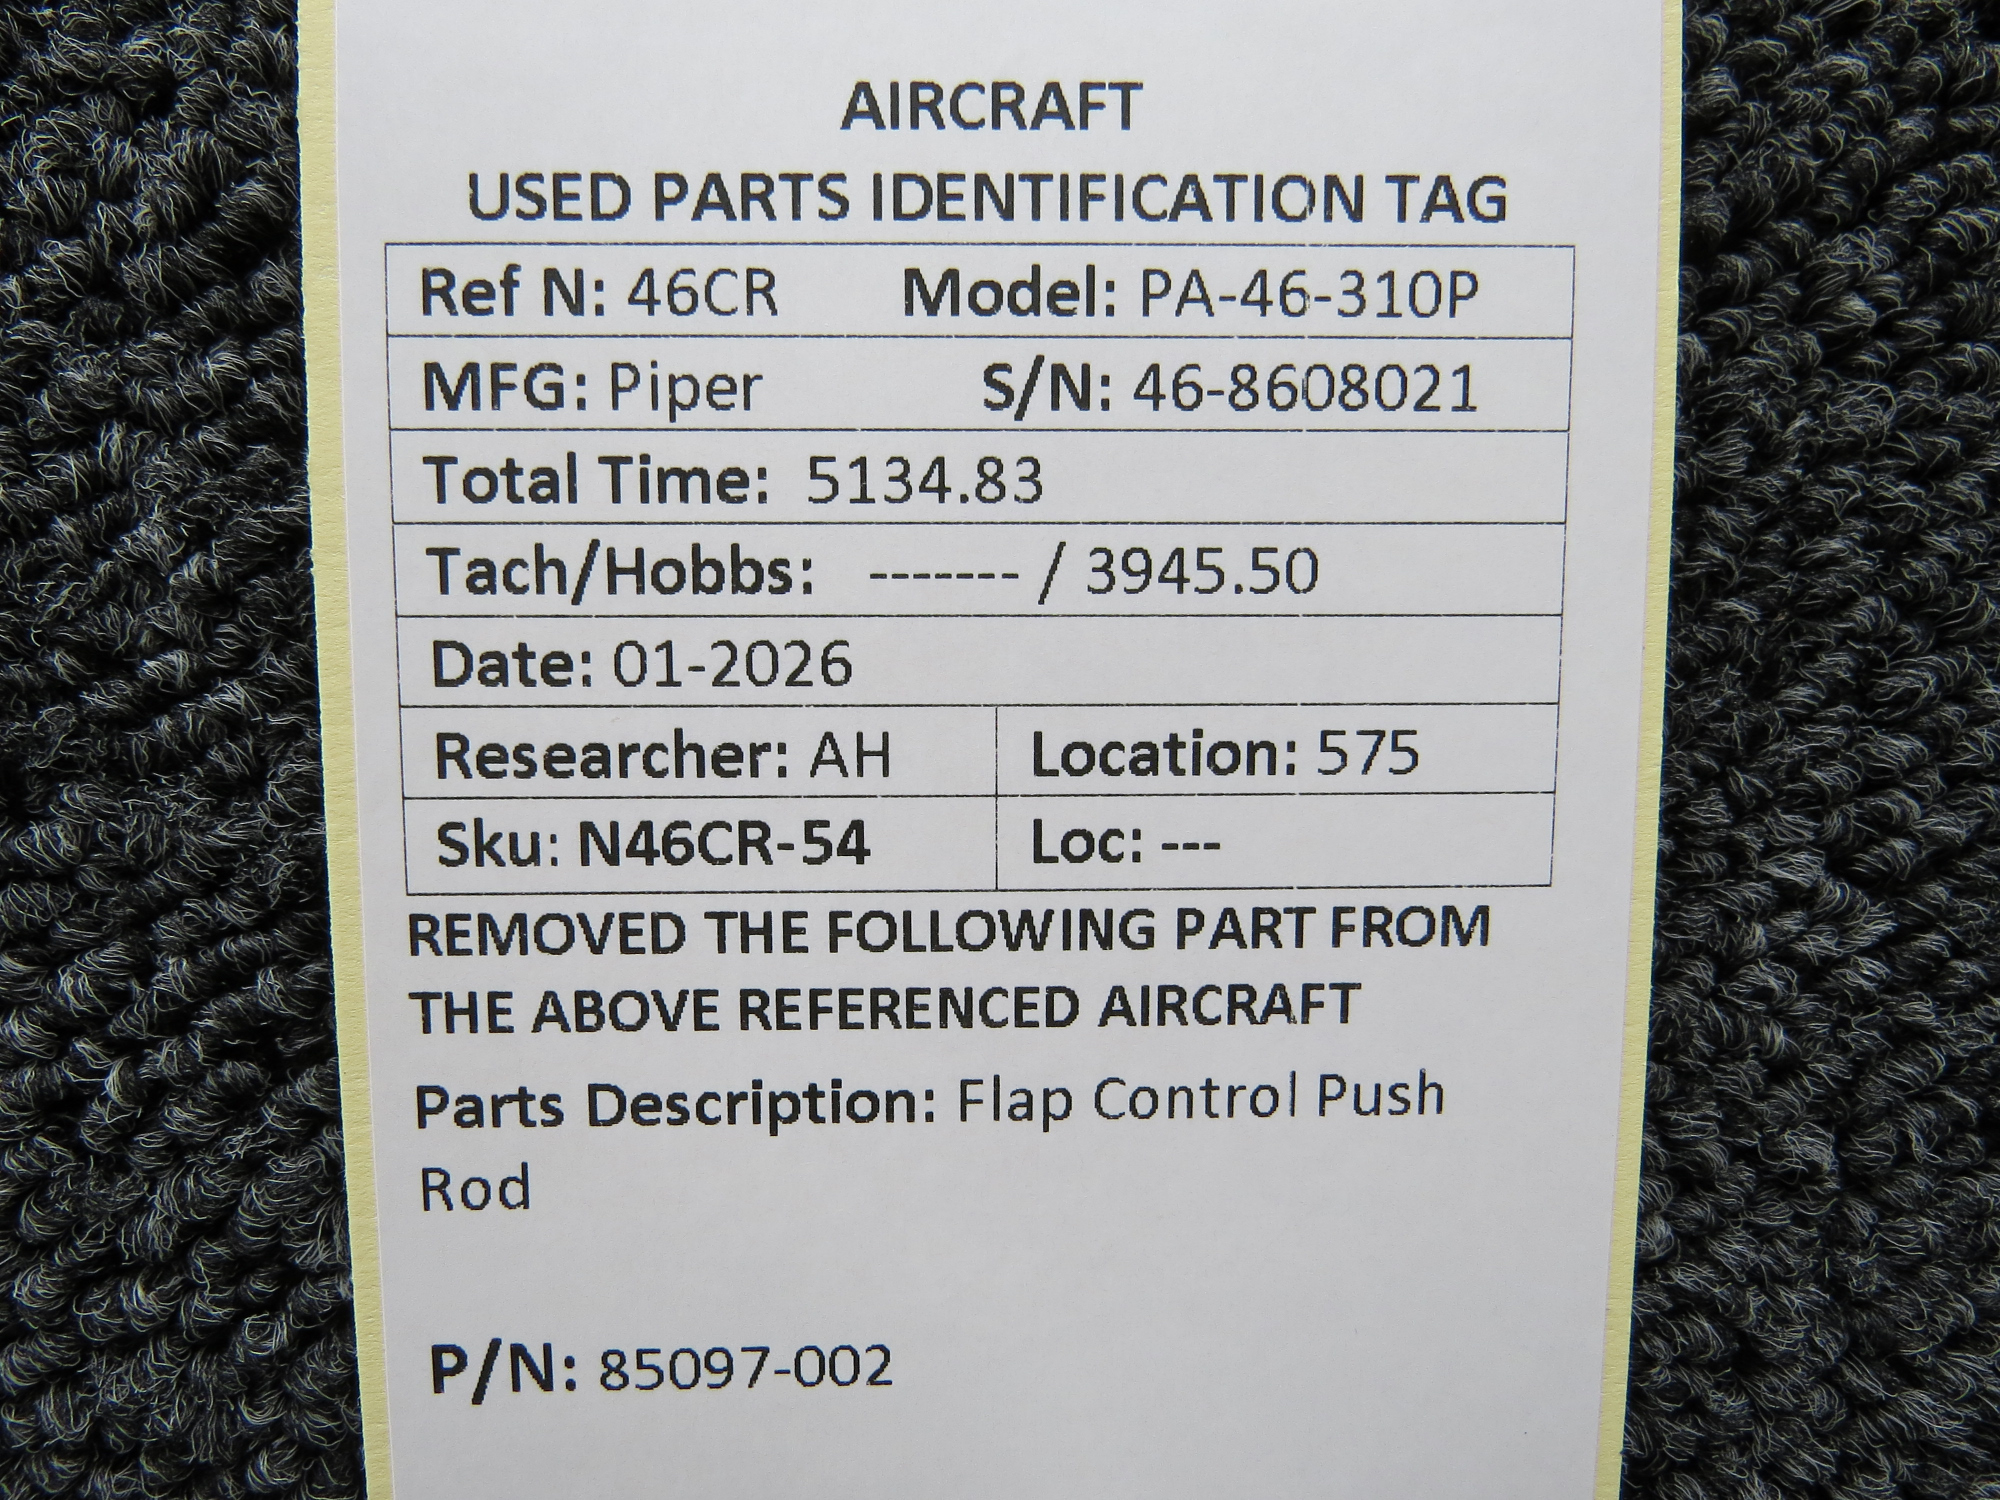 AIRCRAFT
USED PARTS IDENTIFICATION TAG
Ref N: 46CR Model: PA-46-310P
MFG: Piper S/N: 46-8608021
Total Time: 5134.83
Tach/Hobbs: ------- / 3945.50
Date: 01-2026
Researcher: AH Location: 575
Sku: N46CR-54 Loc: ---
REMOVED THE FOLLOWING PART FROM
THE ABOVE REFERENCED AIRCRAFT
Parts Description: Flap Control Push
Rod
P/N: 85097-002